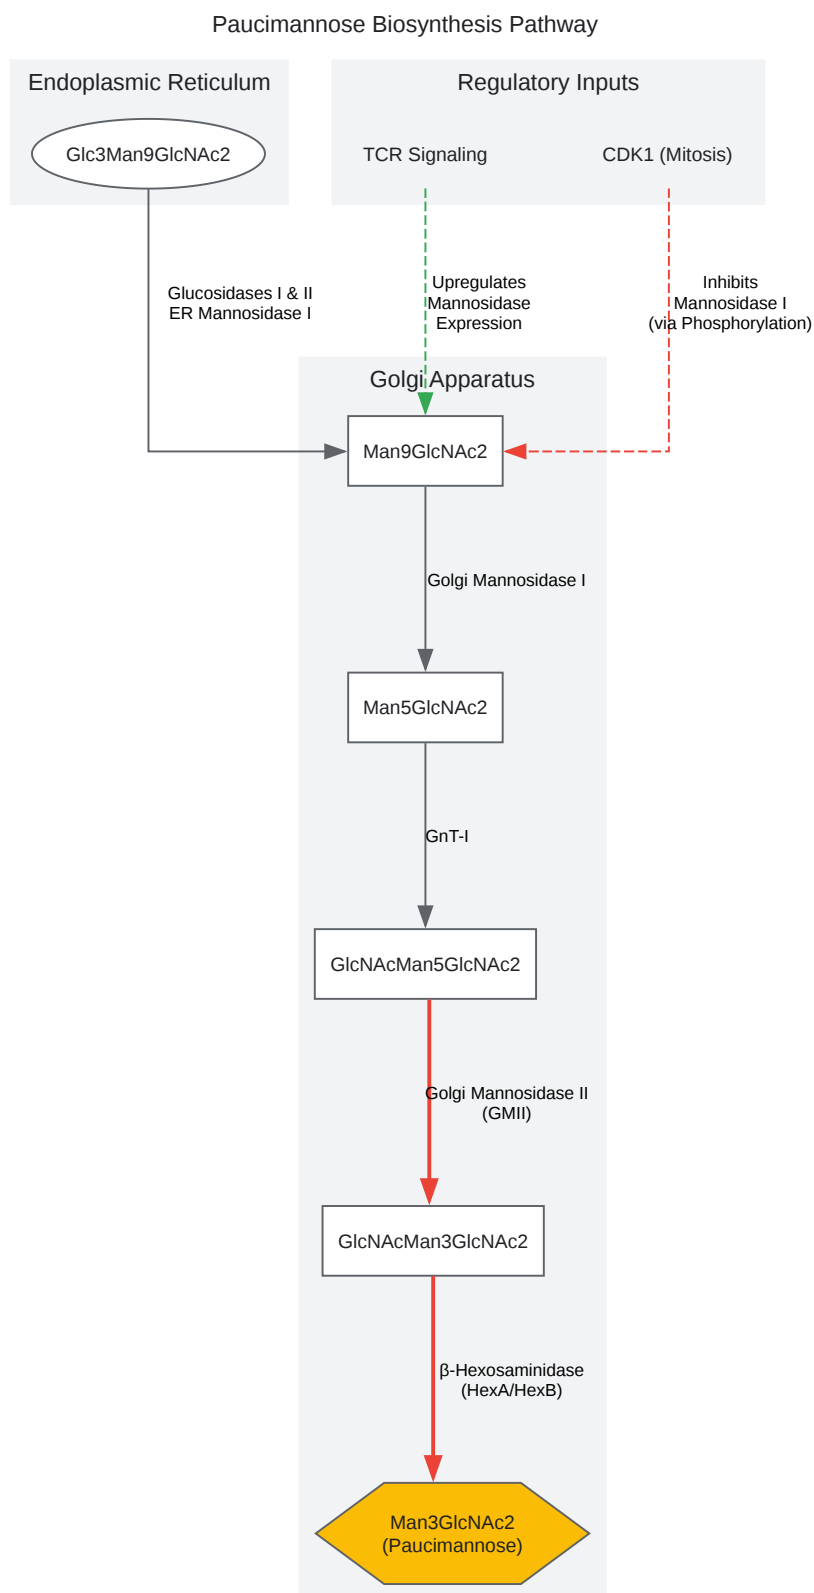 Paucimannose Biosynthesis Pathway
Endoplasmic Reticulum
Regulatory Inputs
Glc3Man9GlcNAc2
TCR Signaling
CDK1 (Mitosis)
Glucosidases I & II
ER Mannosidase I
Upregulates
Mannosidase
Expression
Inhibits
Mannosidase I
(via Phosphorylation)
Golgi Apparatus
Man9GlcNAc2
Golgi Mannosidase I
Man5GlcNAc2
GnT-I
GlcNAcMan5GlcNAc2
Golgi Mannosidase II
(GMII)
GlcNAcMan3GlcNAc2
β-Hexosaminidase
(HexA/HexB)
Man3GlcNAc2
(Paucimannose)